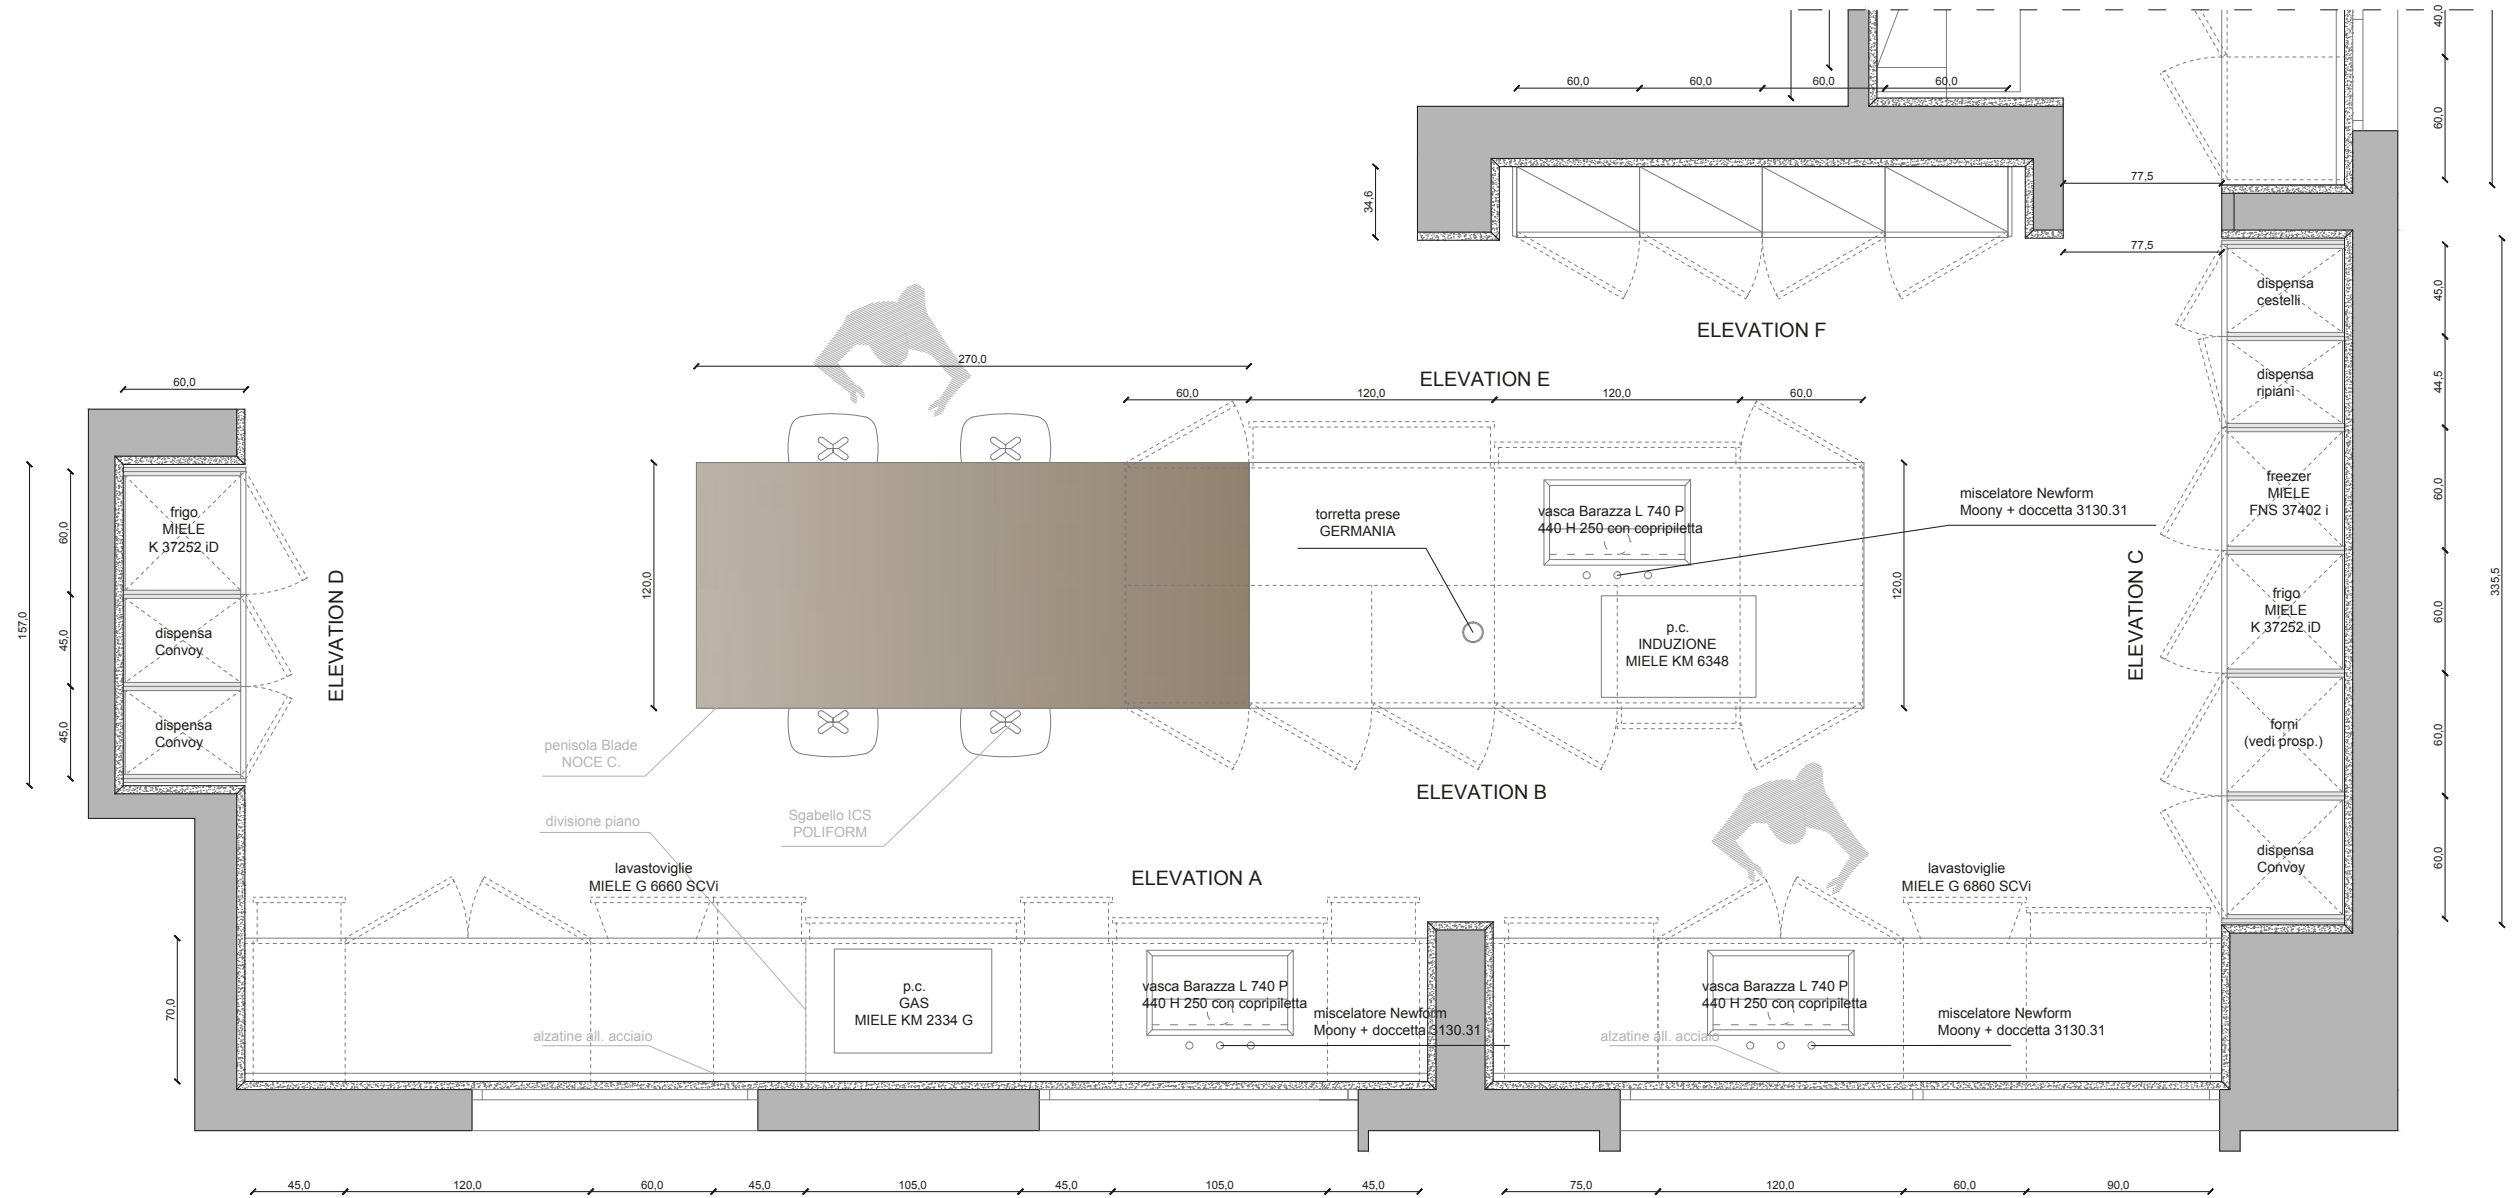 40,0
60,0
60,0
60,0
60,0
60,0
34,6
77,5
77,5
45,0
44,5
60,0
60,0
60,0
60,0
335,5
dispensa
cestelli
dispensa
ripiani
freezer
MIELE
FNS 37402 i
frigo
MIELE
K 37252 iD
forni
(vedi prosp.)
dispensa
Convoy
ELEVATION F
ELEVATION E
ELEVATION C
270,0
60,0
120,0
120,0
60,0
60,0
157,0
60,0
45,0
45,0
frigo
MIELE
K 37252 iD
dispensa
Convoy
dispensa
Convoy
ELEVATION D
120,0
120,0
torretta prese
GERMANIA
vasca Barazza L 740 P
440 H 250 con copripiletta
miscelatore Newform
Moony + doccetta 3130.31
p.c.
INDUZIONE
MIELE KM 6348
penisola Blade
NOCE C.
divisione piano
Sgabello ICS
POLIFORM
ELEVATION B
ELEVATION A
lavastoviglie
MIELE G 6660 SCVi
lavastoviglie
MIELE G 6860 SCVi
70,0
p.c.
GAS
MIELE KM 2334 G
vasca Barazza L 740 P
440 H 250 con copripiletta
miscelatore Newform
Moony + doccetta 3130.31
alzatine all. acciaio
vasca Barazza L 740 P
440 H 250 con copripiletta
miscelatore Newform
Moony + doccetta 3130.31
alzatine all. acciaio
45,0
120,0
60,0
45,0
105,0
45,0
105,0
45,0
75,0
120,0
60,0
90,0